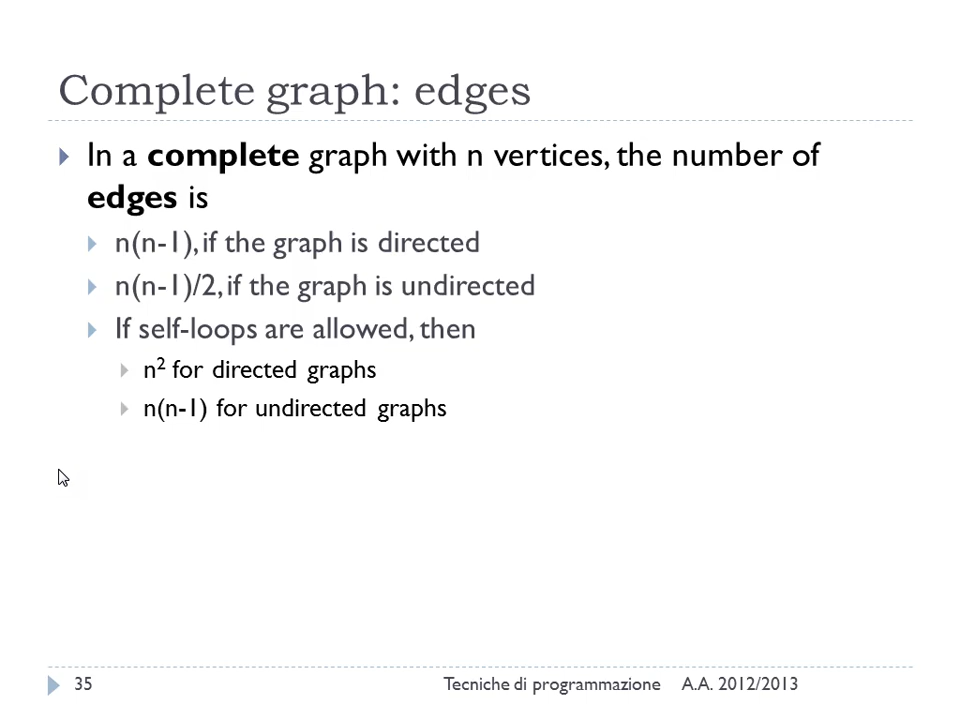 Complete graph: edges
In a complete graph with n vertices, the number of
edges is
n(n-1), if the graph is directed
n(n-1)/2, if the graph is undirected
If self-loops are allowed, then
n² for directed graphs
n(n-1) for undirected graphs
35 Tecniche di programmazione A.A. 2012/2013